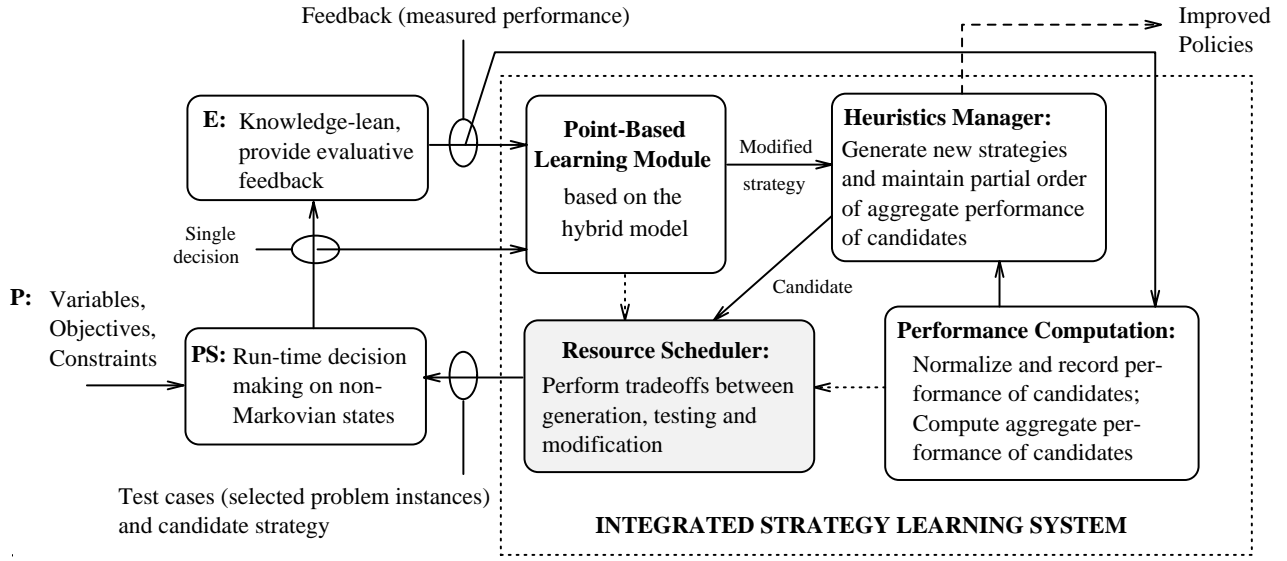 Feedback (measured performance)
Improved
Policies
E: Knowledge-lean,
provide evaluative
feedback
Point-Based
Learning Module
based on the
hybrid model
Modified
strategy
Heuristics Manager:
Generate new strategies
and maintain partial order
of aggregate performance
of candidates
Single
decision
Candidate
P: Variables,
Objectives,
Constraints
PS: Run-time decision
making on non-
Markovian states
Resource Scheduler:
Perform tradeoffs between
generation, testing and
modification
Performance Computation:
Normalize and record per-
formance of candidates;
Compute aggregate per-
formance of candidates
Test cases (selected problem instances)
and candidate strategy
INTEGRATED STRATEGY LEARNING SYSTEM